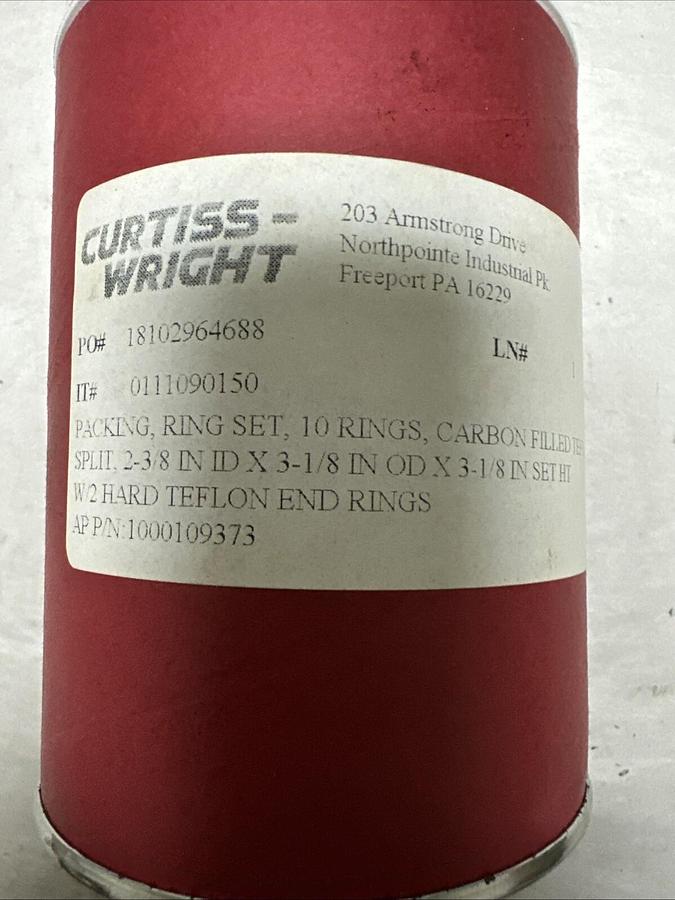 CURTISS-
WRIGHT
203 Armstrong Drive
Northpointe Industrial Pk.
Freeport PA 16229
PO# 18102964688
LN# 1
IT# 0111090150
PACKING, RING SET, 10 RINGS, CARBON FILLED
SPLIT, 2-3/8 IN ID X 3-1/8 IN OD X 3-1/8 IN SET HT
W/2 HARD TEFLON END RINGS
AP P/N:1000109373